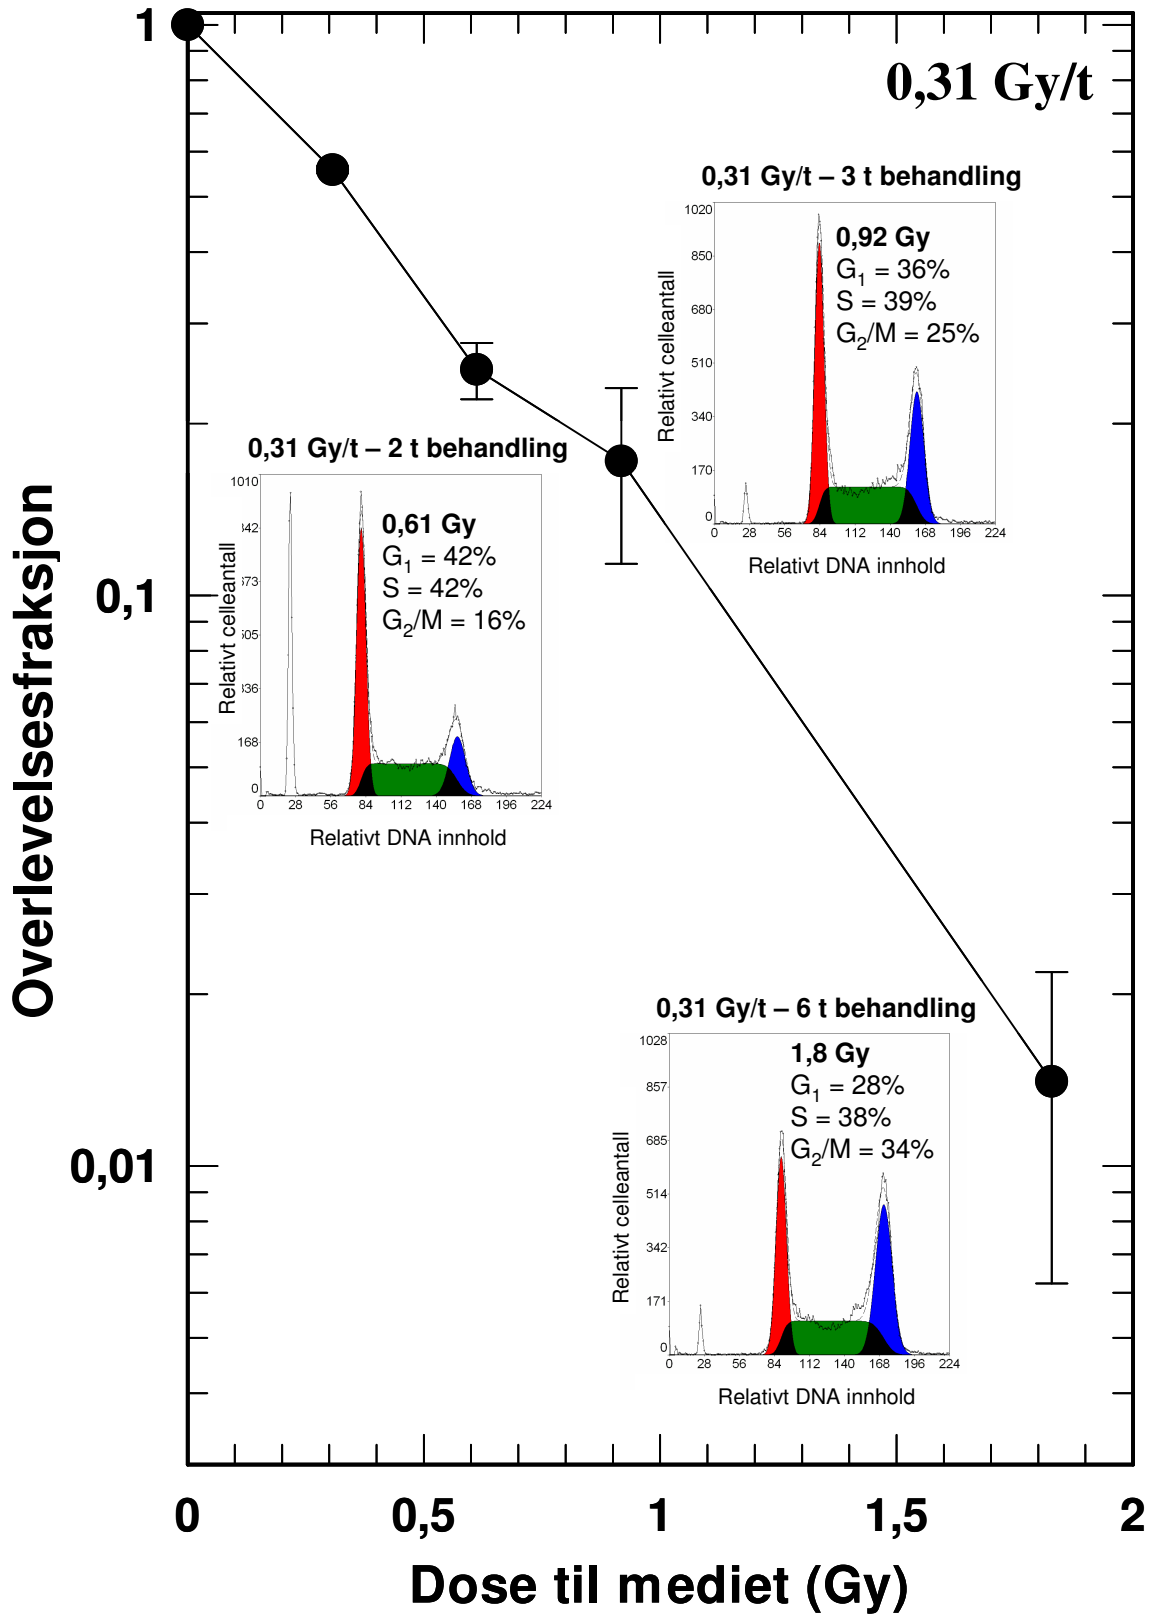 1
0,31 Gy/t
0,31 Gy/t – 3 t behandling
1020
850
680
510
340
170
0
Relativt celleantall
0,92 Gy
G1 = 36%
S = 39%
G2/M = 25%
0 28 56 84 112 140 168 196 224
Relativt DNA innhold
0,31 Gy/t – 2 t behandling
1010
168
0
Relativt celleantall
0,61 Gy
G1 = 42%
S = 42%
G2/M = 16%
0 28 56 84 112 140 168 196 224
Relativt DNA innhold
Overlevelsesfraksjon
0,1
0,31 Gy/t – 6 t behandling
1028
857
685
514
342
171
0
Relativt celleantall
1,8 Gy
G1 = 28%
S = 38%
G2/M = 34%
0 28 56 84 112 140 168 196 224
Relativt DNA innhold
0,01
0 0,5 1 1,5 2
Dose til mediet (Gy)